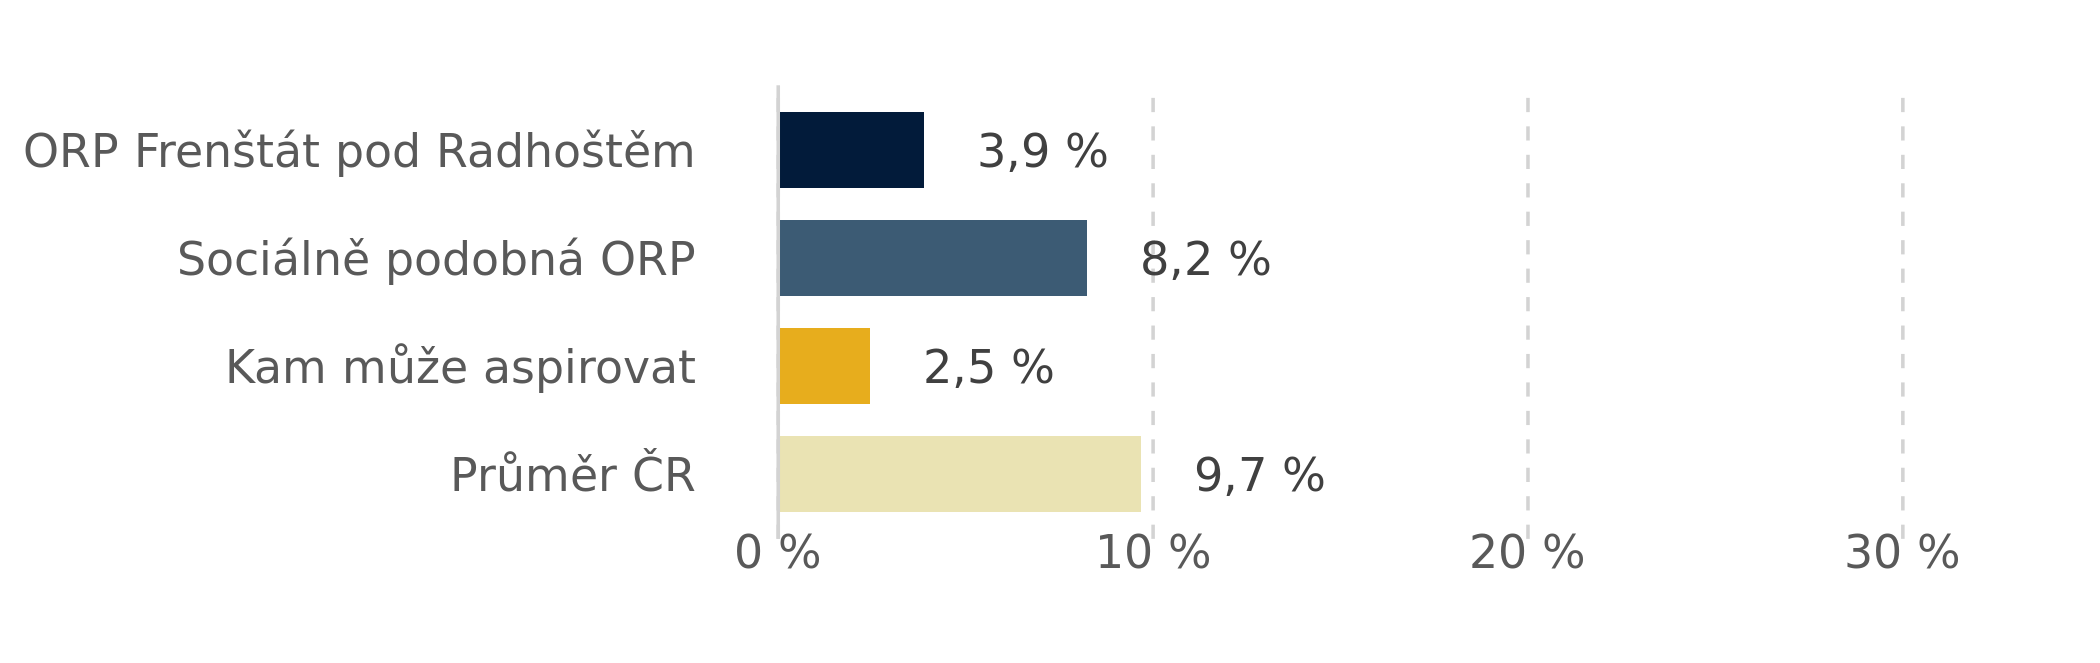 ORP Frenštát pod Radhoštěm 3,9 %
Sociálně podobná ORP 8,2 %
Kam může aspirovat 2,5 %
Průměr ČR 9,7 %
0 % 10 % 20 % 30 %